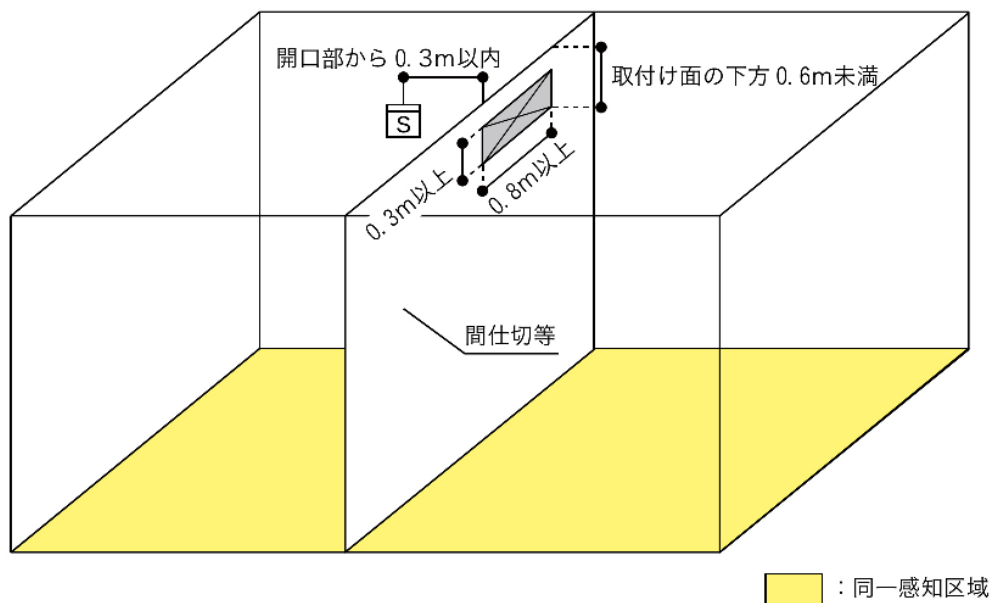 開口部から0.3m以内
取付け面の下方0.6m未満
S
0.3m以上
0.8m以上
間仕切等
：同一感知区域